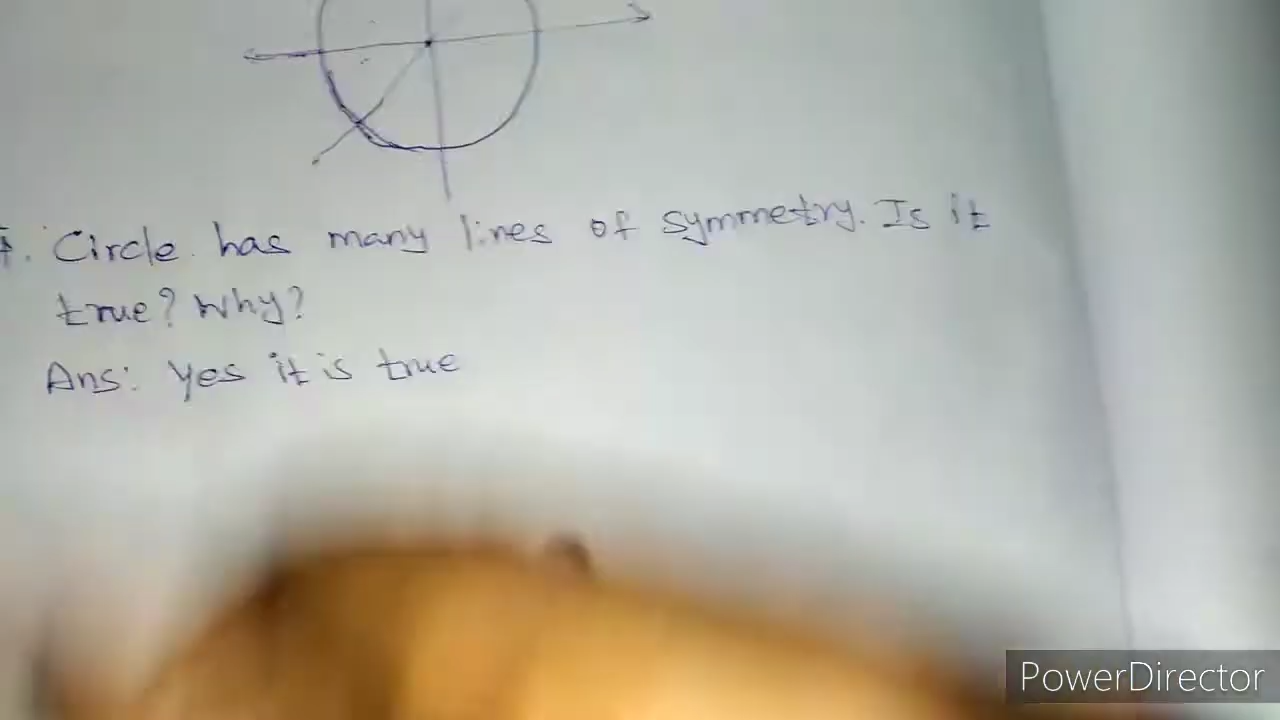 Circle has many lines of symmetry. Is it
true? Why?
Ans: Yes it is true
PowerDirector